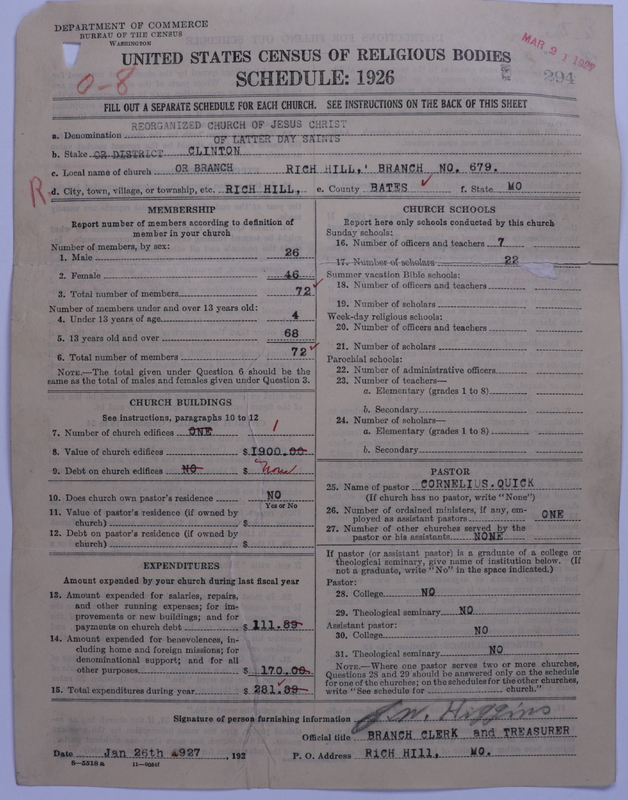 DEPARTMENT OF COMMERCE
BUREAU OF THE CENSUS
WASHINGTON
MAR 21 192
UNITED STATES CENSUS OF RELIGIOUS BODIES
SCHEDULE: 1926
0-8
294
FILL OUT A SEPARATE SCHEDULE FOR EACH CHURCH. SEE INSTRUCTIONS ON THE BACK OF THIS SHEET
a. Denomination REORGANIZED CHURCH OF JESUS CHRIST
OF LATTER DAY SAINTS
b. Stake OR DISTRICT CLINTON
c. Local name of church OR BRANCH RICH HILL,' BRANCH NO. 679.
R
d. City, town, village, or township, etc. RICH HILL, e. County BATES f. State MO
MEMBERSHIP
Report number of members according to definition of
member in your church
Number of members, by sex:
1. Male 26
2. Female 46
3. Total number of members 72
Number of members under and over 13 years old:
4. Under 13 years of age 4
5. 13 years old and over 68
6. Total number of members 72
NOTE.—The total given under Question 6 should be the
same as the total of males and females given under Question 3.
CHURCH BUILDINGS
See instructions, paragraphs 10 to 12
7. Number of church edifices ONE 1
8. Value of church edifices $1900.00
9. Debt on church edifices NO $ None
10. Does church own pastor's residence NO
Yes or No
11. Value of pastor's residence (if owned by
church) $
12. Debt on pastor's residence (if owned by
church) $
EXPENDITURES
Amount expended by your church during last fiscal year
13. Amount expended for salaries, repairs,
and other running expenses; for im-
provements or new buildings; and for
payments on church debt $ 111.89
14. Amount expended for benevolences, in-
cluding home and foreign missions; for
denominational support; and for all
other purposes $ 170.00
15. Total expenditures during year $ 281.89
CHURCH SCHOOLS
Report here only schools conducted by this church
Sunday schools:
16. Number of officers and teachers 7
17. Number of scholars 22
Summer vacation Bible schools:
18. Number of officers and teachers
19. Number of scholars
Week-day religious schools:
20. Number of officers and teachers
21. Number of scholars
Parochial schools:
22. Number of administrative officers
23. Number of teachers—
a. Elementary (grades 1 to 8)
b. Secondary
24. Number of scholars—
a. Elementary (grades 1 to 8)
b. Secondary
PASTOR
25. Name of pastor CORNELIUS.QUICK
(If church has no pastor, write "None")
26. Number of ordained ministers, if any, em-
ployed as assistant pastors ONE
27. Number of other churches served by the
pastor or his assistants NONE
If pastor (or assistant pastor) is a graduate of a college or
theological seminary, give name of institution below. (If
not a graduate, write "No" in the space indicated.)
Pastor:
28. College NO
29. Theological seminary NO
Assistant pastor:
30. College NO
31. Theological seminary NO
NOTE.—Where one pastor serves two or more churches,
Questions 28 and 29 should be answered only on the schedule
for one of the churches; on the schedules for the other churches,
write "See schedule for church."
Signature of person furnishing information J.W. Higgins
Official title BRANCH CLERK and TREASURER
Date Jan 26th 1927 , 192 P. O. Address RICH HILL, MO.
8-5518 a 11-9054f